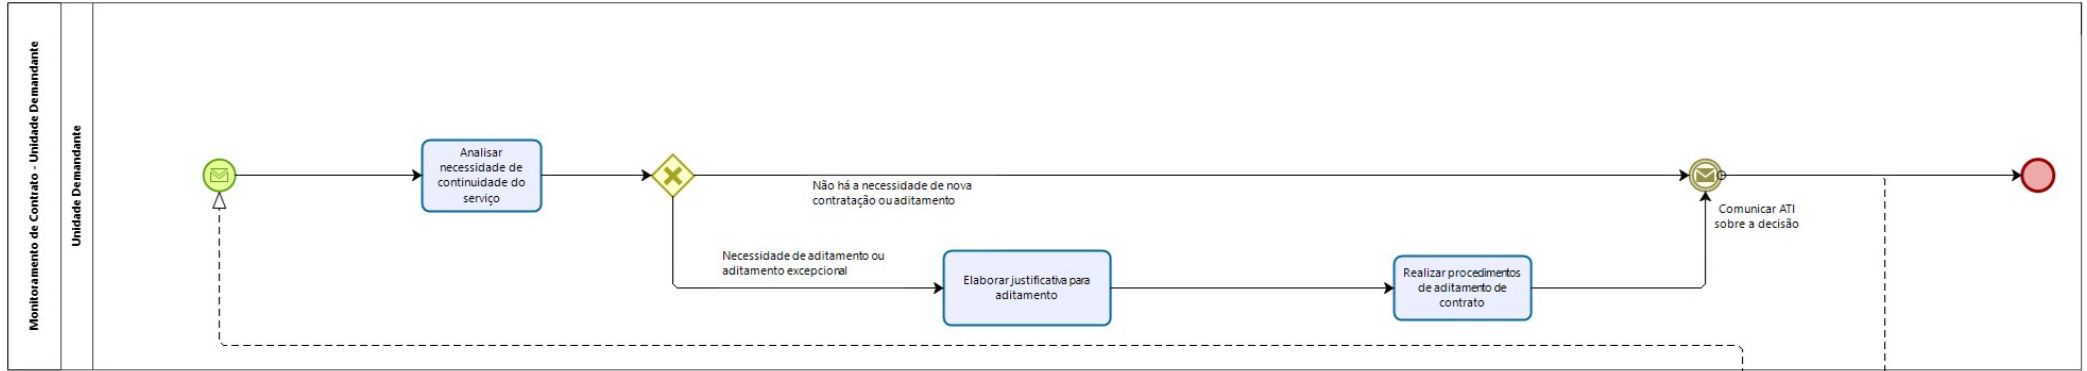 Monitoramento de Contrato - Unidade Demandante
Unidade Demandante
Analisar
necessidade de
continuidade do
serviço
Não há a necessidade de nova
contratação ou aditamento
Necessidade de aditamento ou
aditamento excepcional
Elaborar justificativa para
aditamento
Realizar procedimentos
de aditamento de
contrato
Comunicar ATI
sobre a decisão